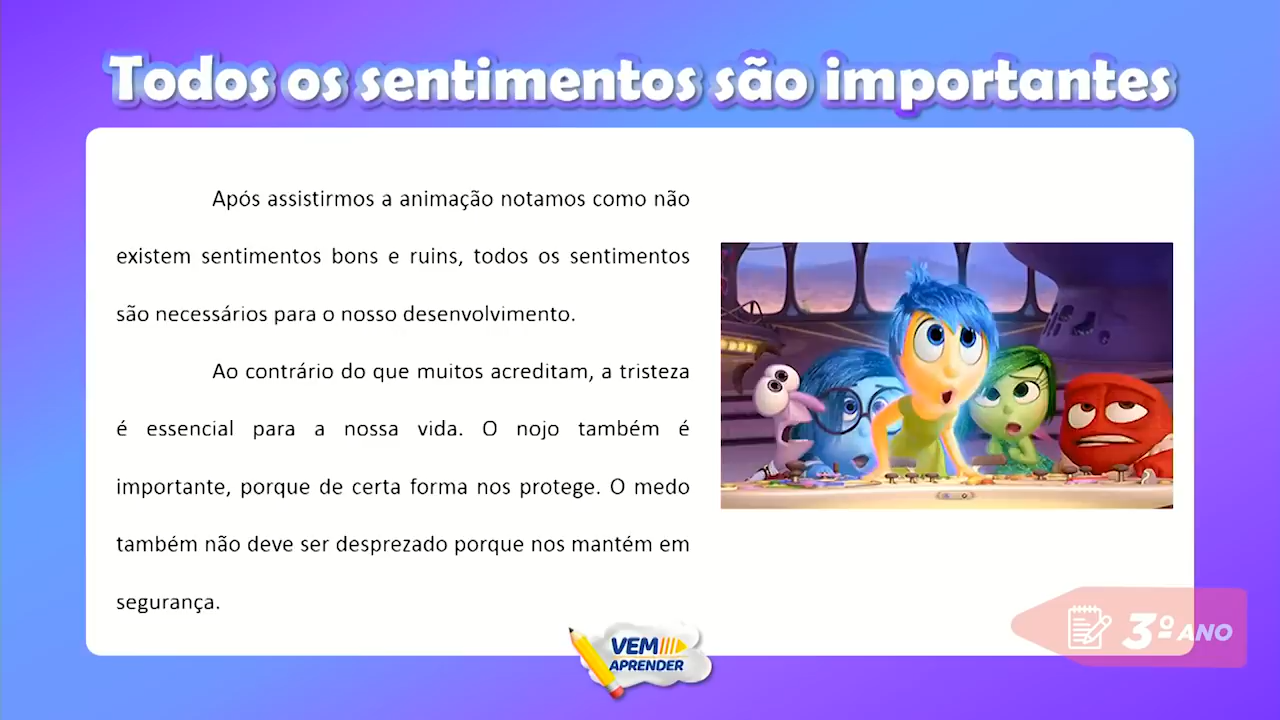 Todos os sentimentos são importantes
Após assistirmos a animação notamos como não
existem sentimentos bons e ruins, todos os sentimentos
são necessários para o nosso desenvolvimento.
Ao contrário do que muitos acreditam, a tristeza
é essencial para a nossa vida. O nojo também é
importante, porque de certa forma nos protege. O medo
também não deve ser desprezado porque nos mantém em
segurança.
VEM
APRENDER
3º ANO